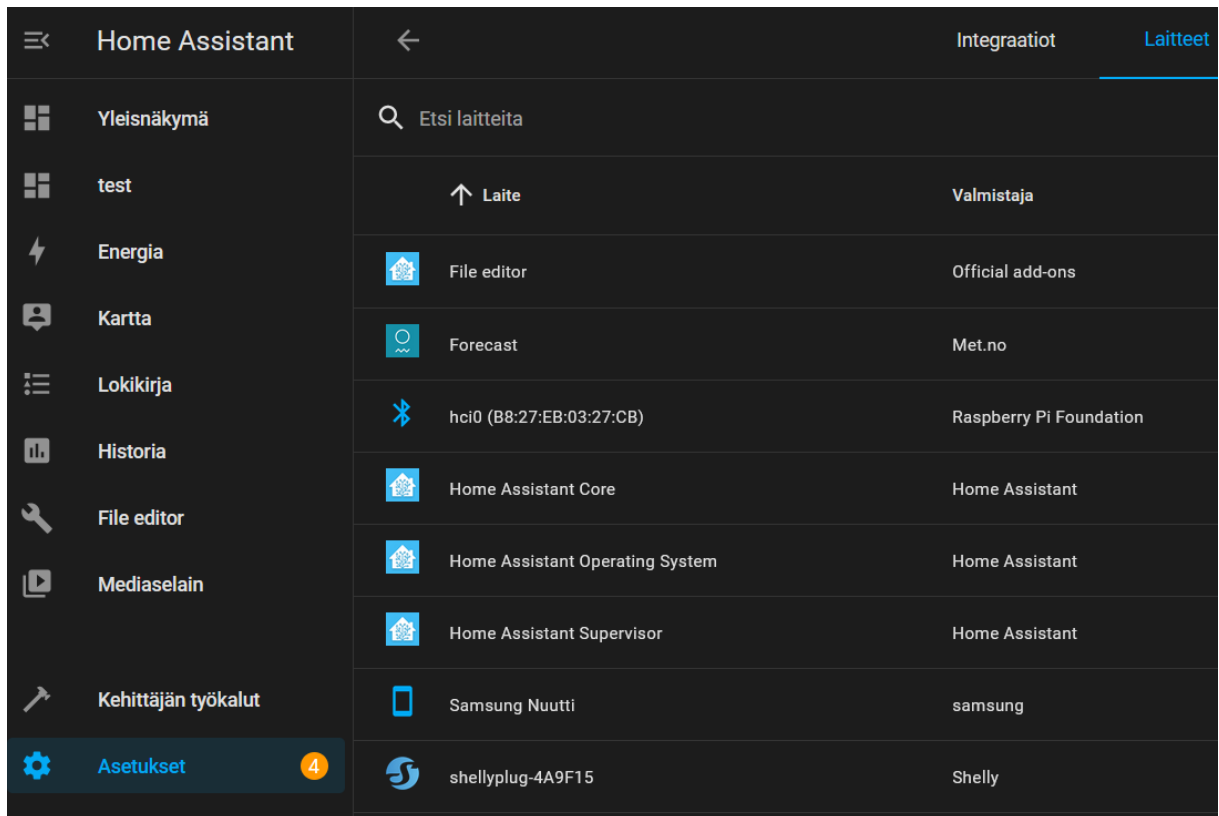 Home Assistant
Integraatiot
Laitteet
Yleisnäkymä
test
Energia
Kartta
Lokikirja
Historia
File editor
Mediaselain
Kehittäjän työkalut
Asetukset 4
Etsi laitteita
Laite Valmistaja
File editor Official add-ons
Forecast Met.no
hci0 (B8:27:EB:03:27:CB) Raspberry Pi Foundation
Home Assistant Core Home Assistant
Home Assistant Operating System Home Assistant
Home Assistant Supervisor Home Assistant
Samsung Nuutti samsung
shellyplug-4A9F15 Shelly